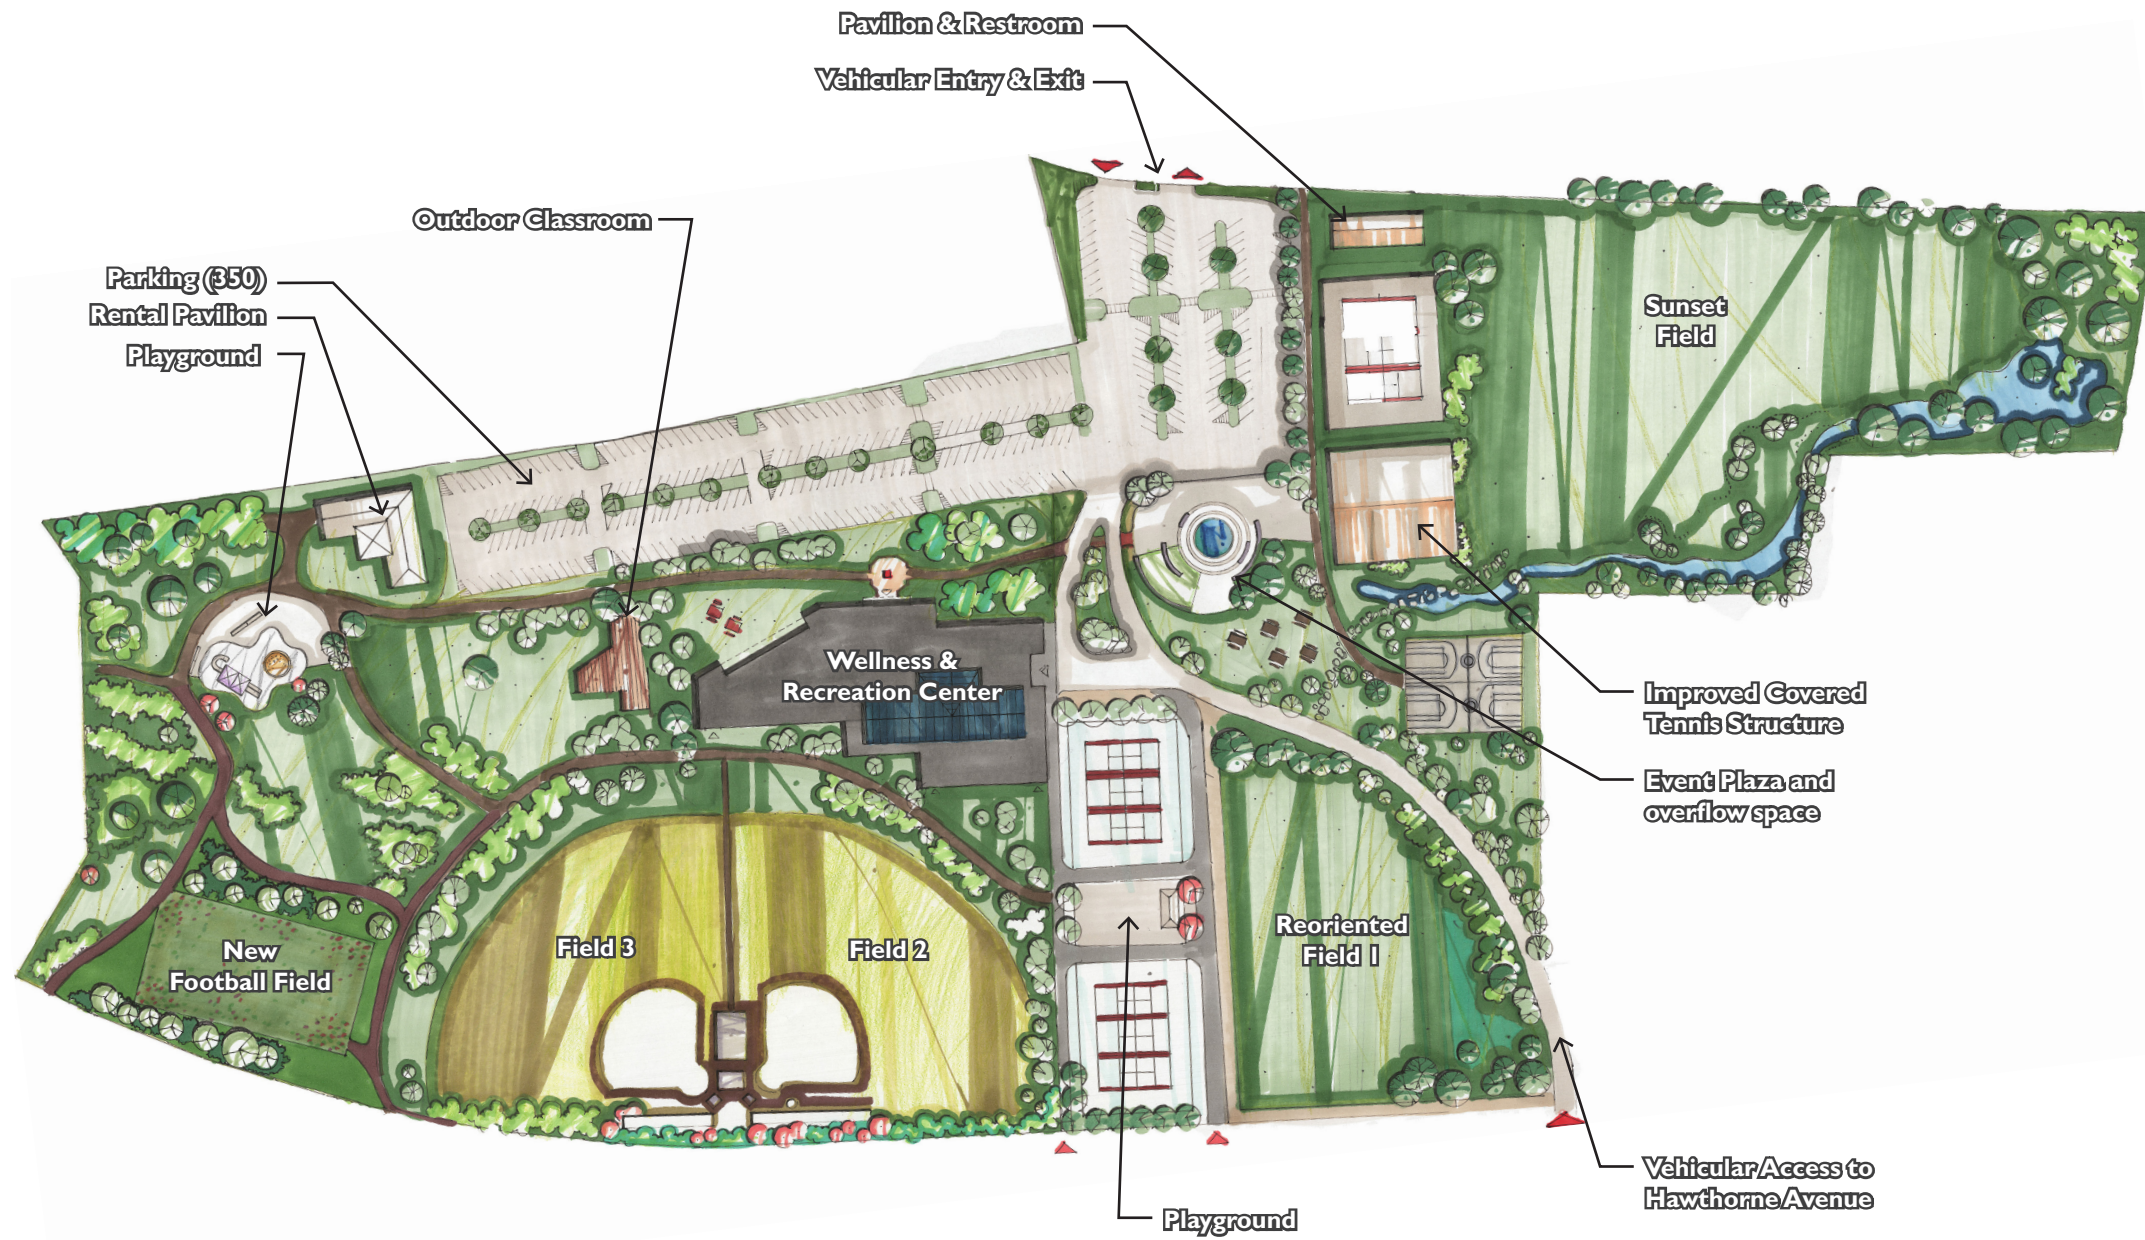 Pavilion & Restroom
Vehicular Entry & Exit
Outdoor Classroom
Parking (350)
Rental Pavilion
Playground
Sunset
Field
Wellness &
Recreation Center
Improved Covered
Tennis Structure
Event Plaza and
overflow space
New
Football Field
Field 3
Field 2
Reoriented
Field 1
Vehicular Access to
Hawthorne Avenue
Playground